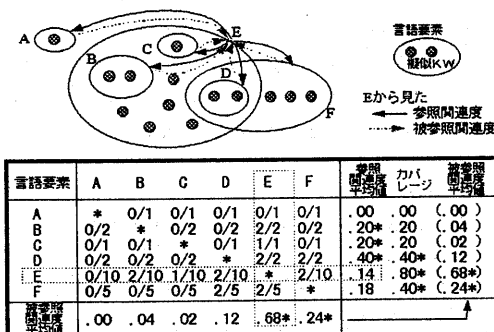 A
E
C
B
D
F
言語要素
擬似KW
Eから見た
参照関連度
被参照関連度
言語要素 A B C D E F 参照関連度平均値 カバレージ 被参照関連度平均値
A * 0/1 0/1 0/1 0/1 0/1 .00 .00 (.00)
B 0/2 * 0/2 0/2 2/2 0/2 .20* .20 (.04)
C 0/1 0/1 * 0/1 1/1 0/1 .20* .20 (.02)
D 0/2 0/2 0/2 * 2/2 2/2 .40* .40* (.12)
E 0/10 2/10 1/10 2/10 * 2/10 .14 .80* (.68*)
F 0/5 0/5 0/5 2/5 2/5 * .18 .40* (.24*)
被参照関連度平均値 .00 .04 .02 .12 .68* .24*